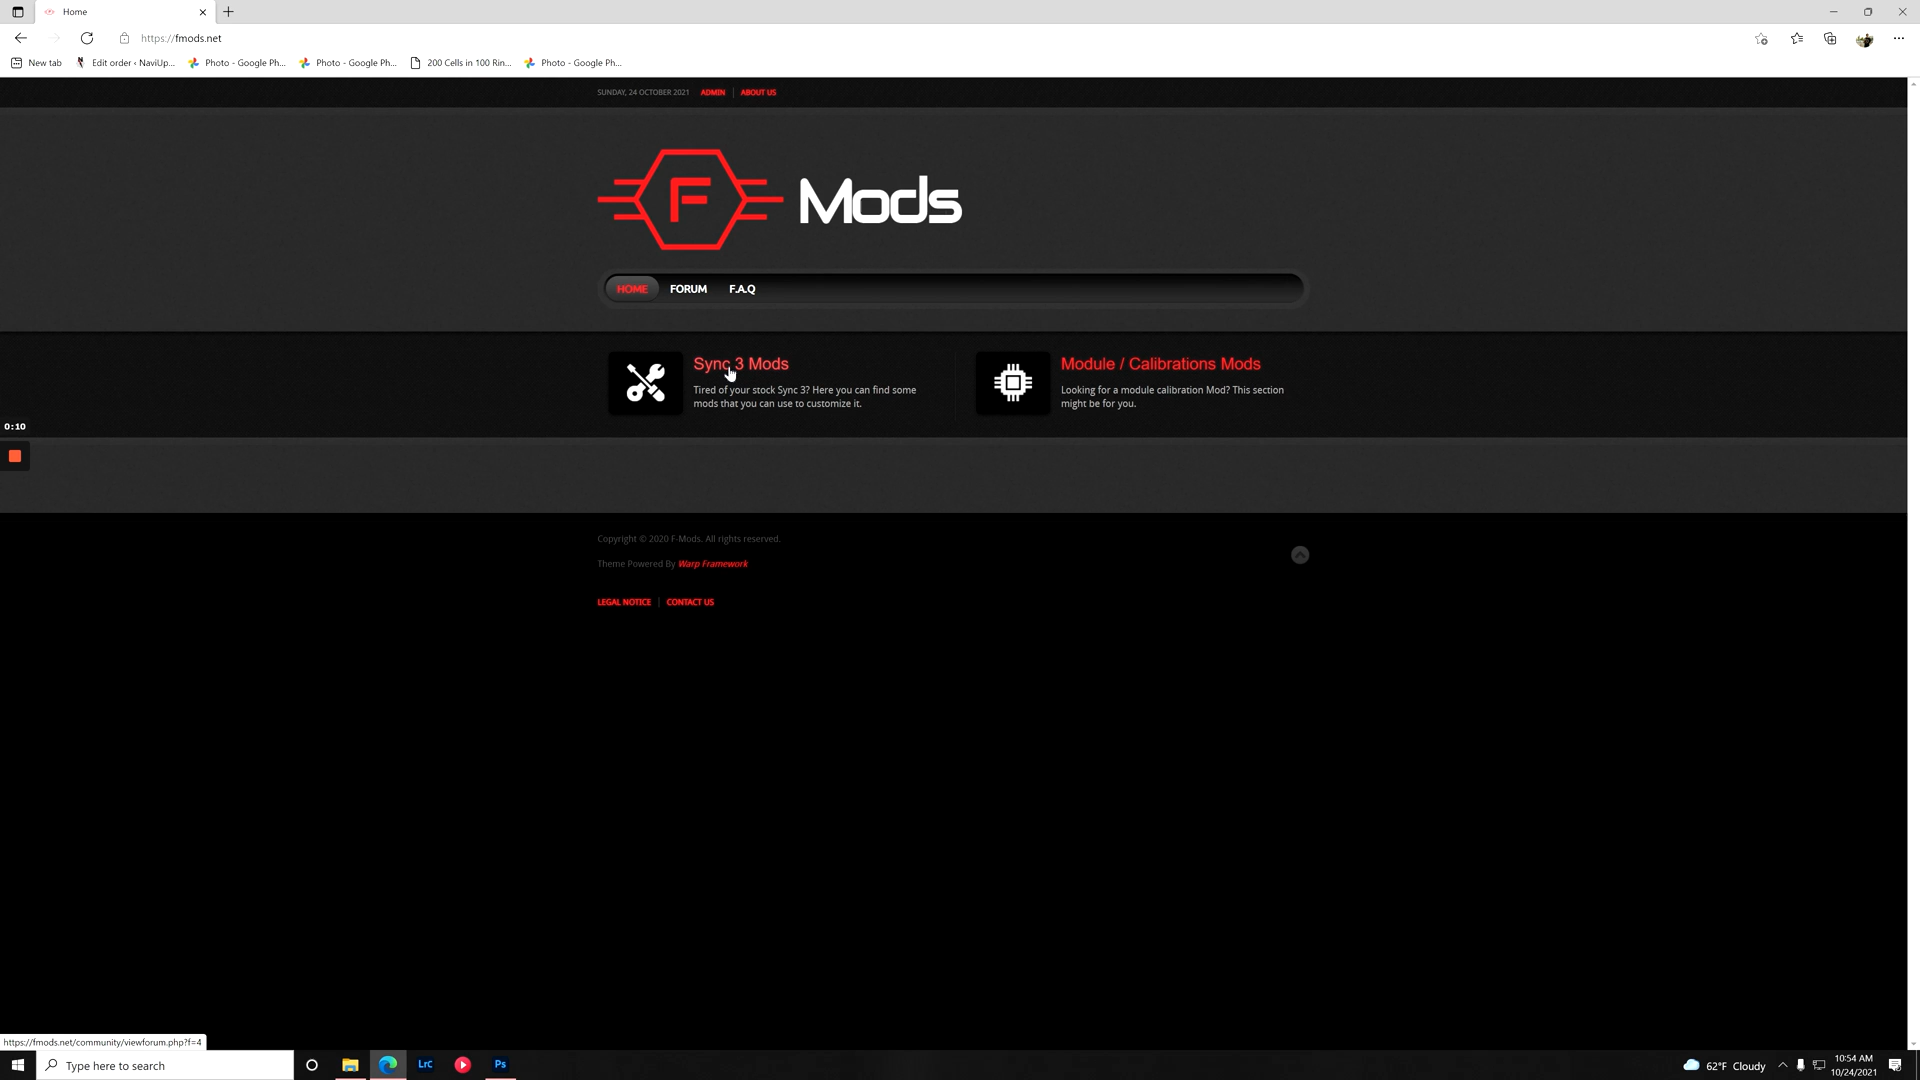 Home
https://fmods.net
New tab
Edit order ‹ NaviUp...
Photo - Google Ph...
Photo - Google Ph...
200 Cells in 100 Rin...
Photo - Google Ph...
SUNDAY, 24 OCTOBER 2021
ADMIN
ABOUT US
F Mods
HOME
FORUM
F.A.Q
Sync 3 Mods
Tired of your stock Sync 3? Here you can find some
mods that you can use to customize it.
Module / Calibrations Mods
Looking for a module calibration Mod? This section
might be for you.
0:10
Copyright © 2020 F-Mods. All rights reserved.
Theme Powered By Warp Framework
LEGAL NOTICE
CONTACT US
https://fmods.net/community/viewforum.php?f=4
Type here to search
LrC
Ps
62°F Cloudy
10:54 AM
10/24/2021